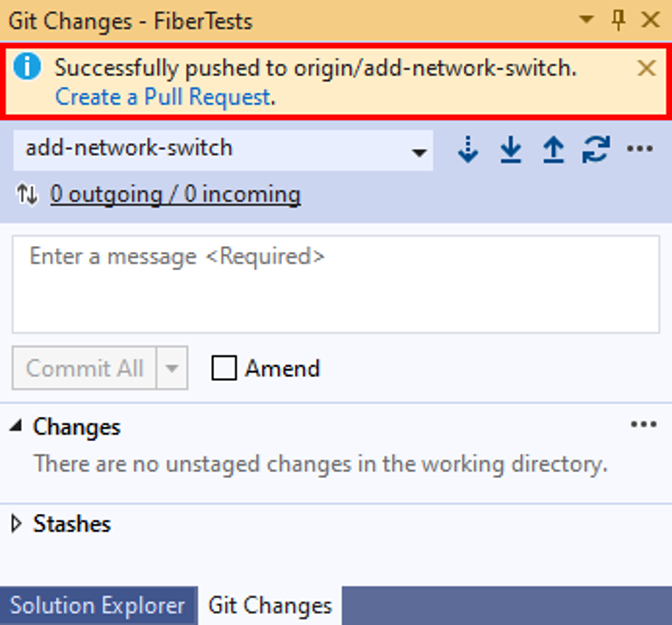 Git Changes - FiberTests
Successfully pushed to origin/add-network-switch.
Create a Pull Request.
add-network-switch
0 outgoing / 0 incoming
Enter a message <Required>
Commit All
Amend
Changes
There are no unstaged changes in the working directory.
Stashes
Solution Explorer
Git Changes